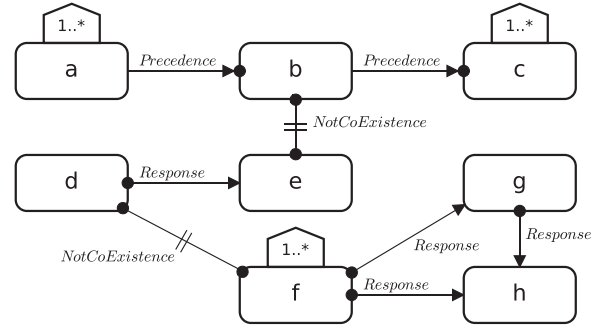 1..*
1..*
a
Precedence
b
Precedence
c
NotCoExistence
d
Response
e
g
NotCoExistence
1..*
Response
Response
f
Response
h